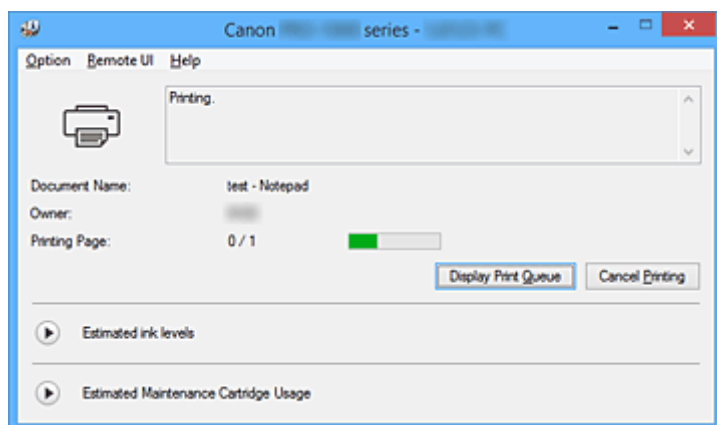 Canon series -
Option Remote UI Help
Printing.
Document Name: test - Notepad
Owner:
Printing Page: 0 / 1
Display Print Queue Cancel Printing
Estimated ink levels
Estimated Maintenance Cartridge Usage